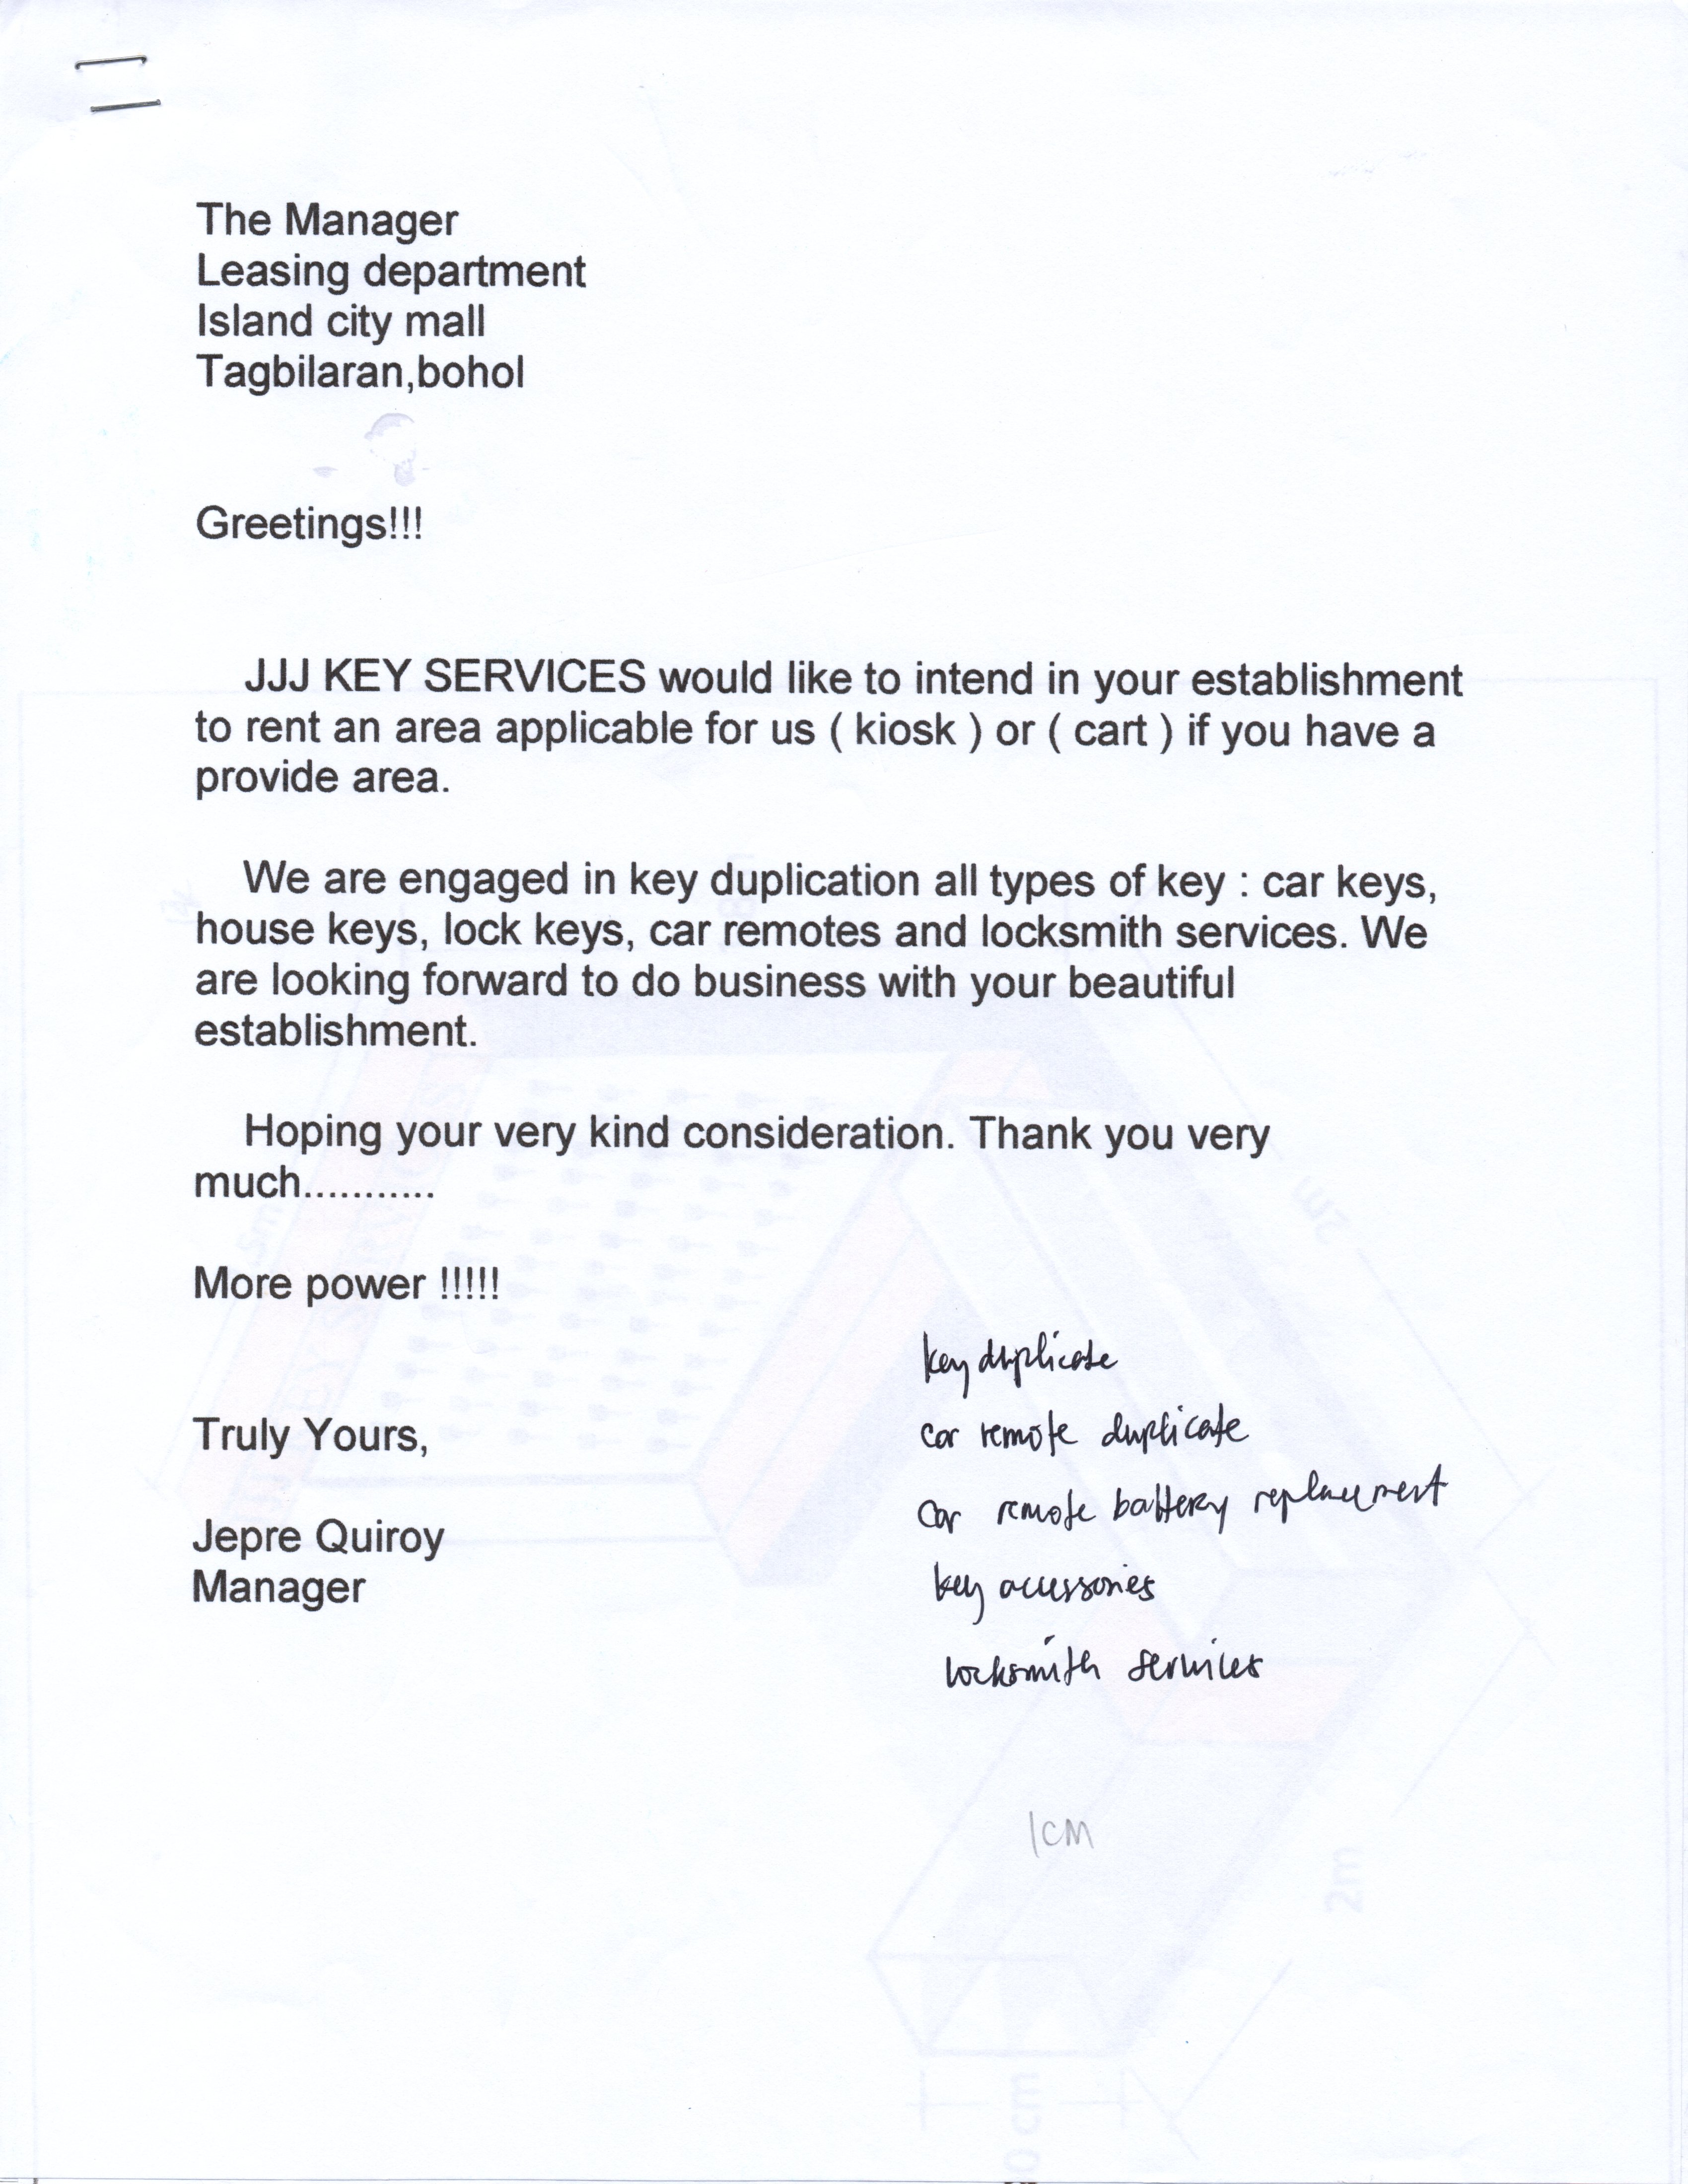 The Manager
Leasing department
Island city mall
Tagbilaran,bohol
Greetings!!!
JJJ KEY SERVICES would like to intend in your establishment
to rent an area applicable for us ( kiosk ) or ( cart ) if you have a
provide area.
We are engaged in key duplication all types of key : car keys,
house keys, lock keys, car remotes and locksmith services. We
are looking forward to do business with your beautiful
establishment.
Hoping your very kind consideration. Thank you very
much...........
More power !!!!!
Truly Yours,
Jepre Quiroy
Manager
key duplicate
car remote duplicate
car remote battery replacement
key accessories
locksmith services
1cm
2m
2m
0 cm